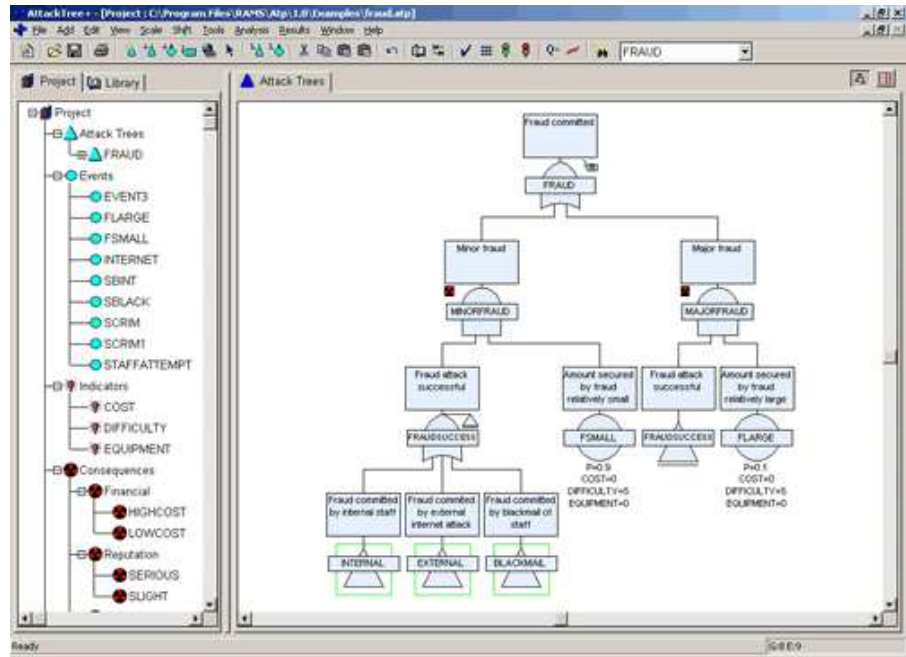 AttackTree+ - [Project : C:\Program Files\RAMS\Atp\1.0\Examples\fraud.atp]
File Add Edit View Scale Shift Tools Analysis Results Window Help
FRAUD
Project Library
Attack Trees
Project
Attack Trees
FRAUD
Events
EVENT3
FLARGE
FSMALL
INTERNET
SBINT
SBLACK
SCRIM
SCRIM1
STAFFATTEMPT
Indicators
COST
DIFFICULTY
EQUIPMENT
Consequences
Financial
HIGHCOST
LOWCOST
Reputation
SERIOUS
SLIGHT
Fraud committed
FRAUD
Minor fraud
MINORFRAUD
Major fraud
MAJORFRAUD
Fraud attack
successful
FRAUDSUCCESS
Amount secured
by fraud
relatively small
FSMALL
P=0.9
COST=0
DIFFICULTY=5
EQUIPMENT=0
Fraud attack
successful
FRAUDSUCCESS
Amount secured
by fraud
relatively large
FLARGE
P=0.1
COST=0
DIFFICULTY=5
EQUIPMENT=0
Fraud committed
by internal staff
INTERNAL
Fraud committed
by external
internet attack
EXTERNAL
Fraud committed
by blackmail of
staff
BLACKMAIL
Ready
G:8 E:9